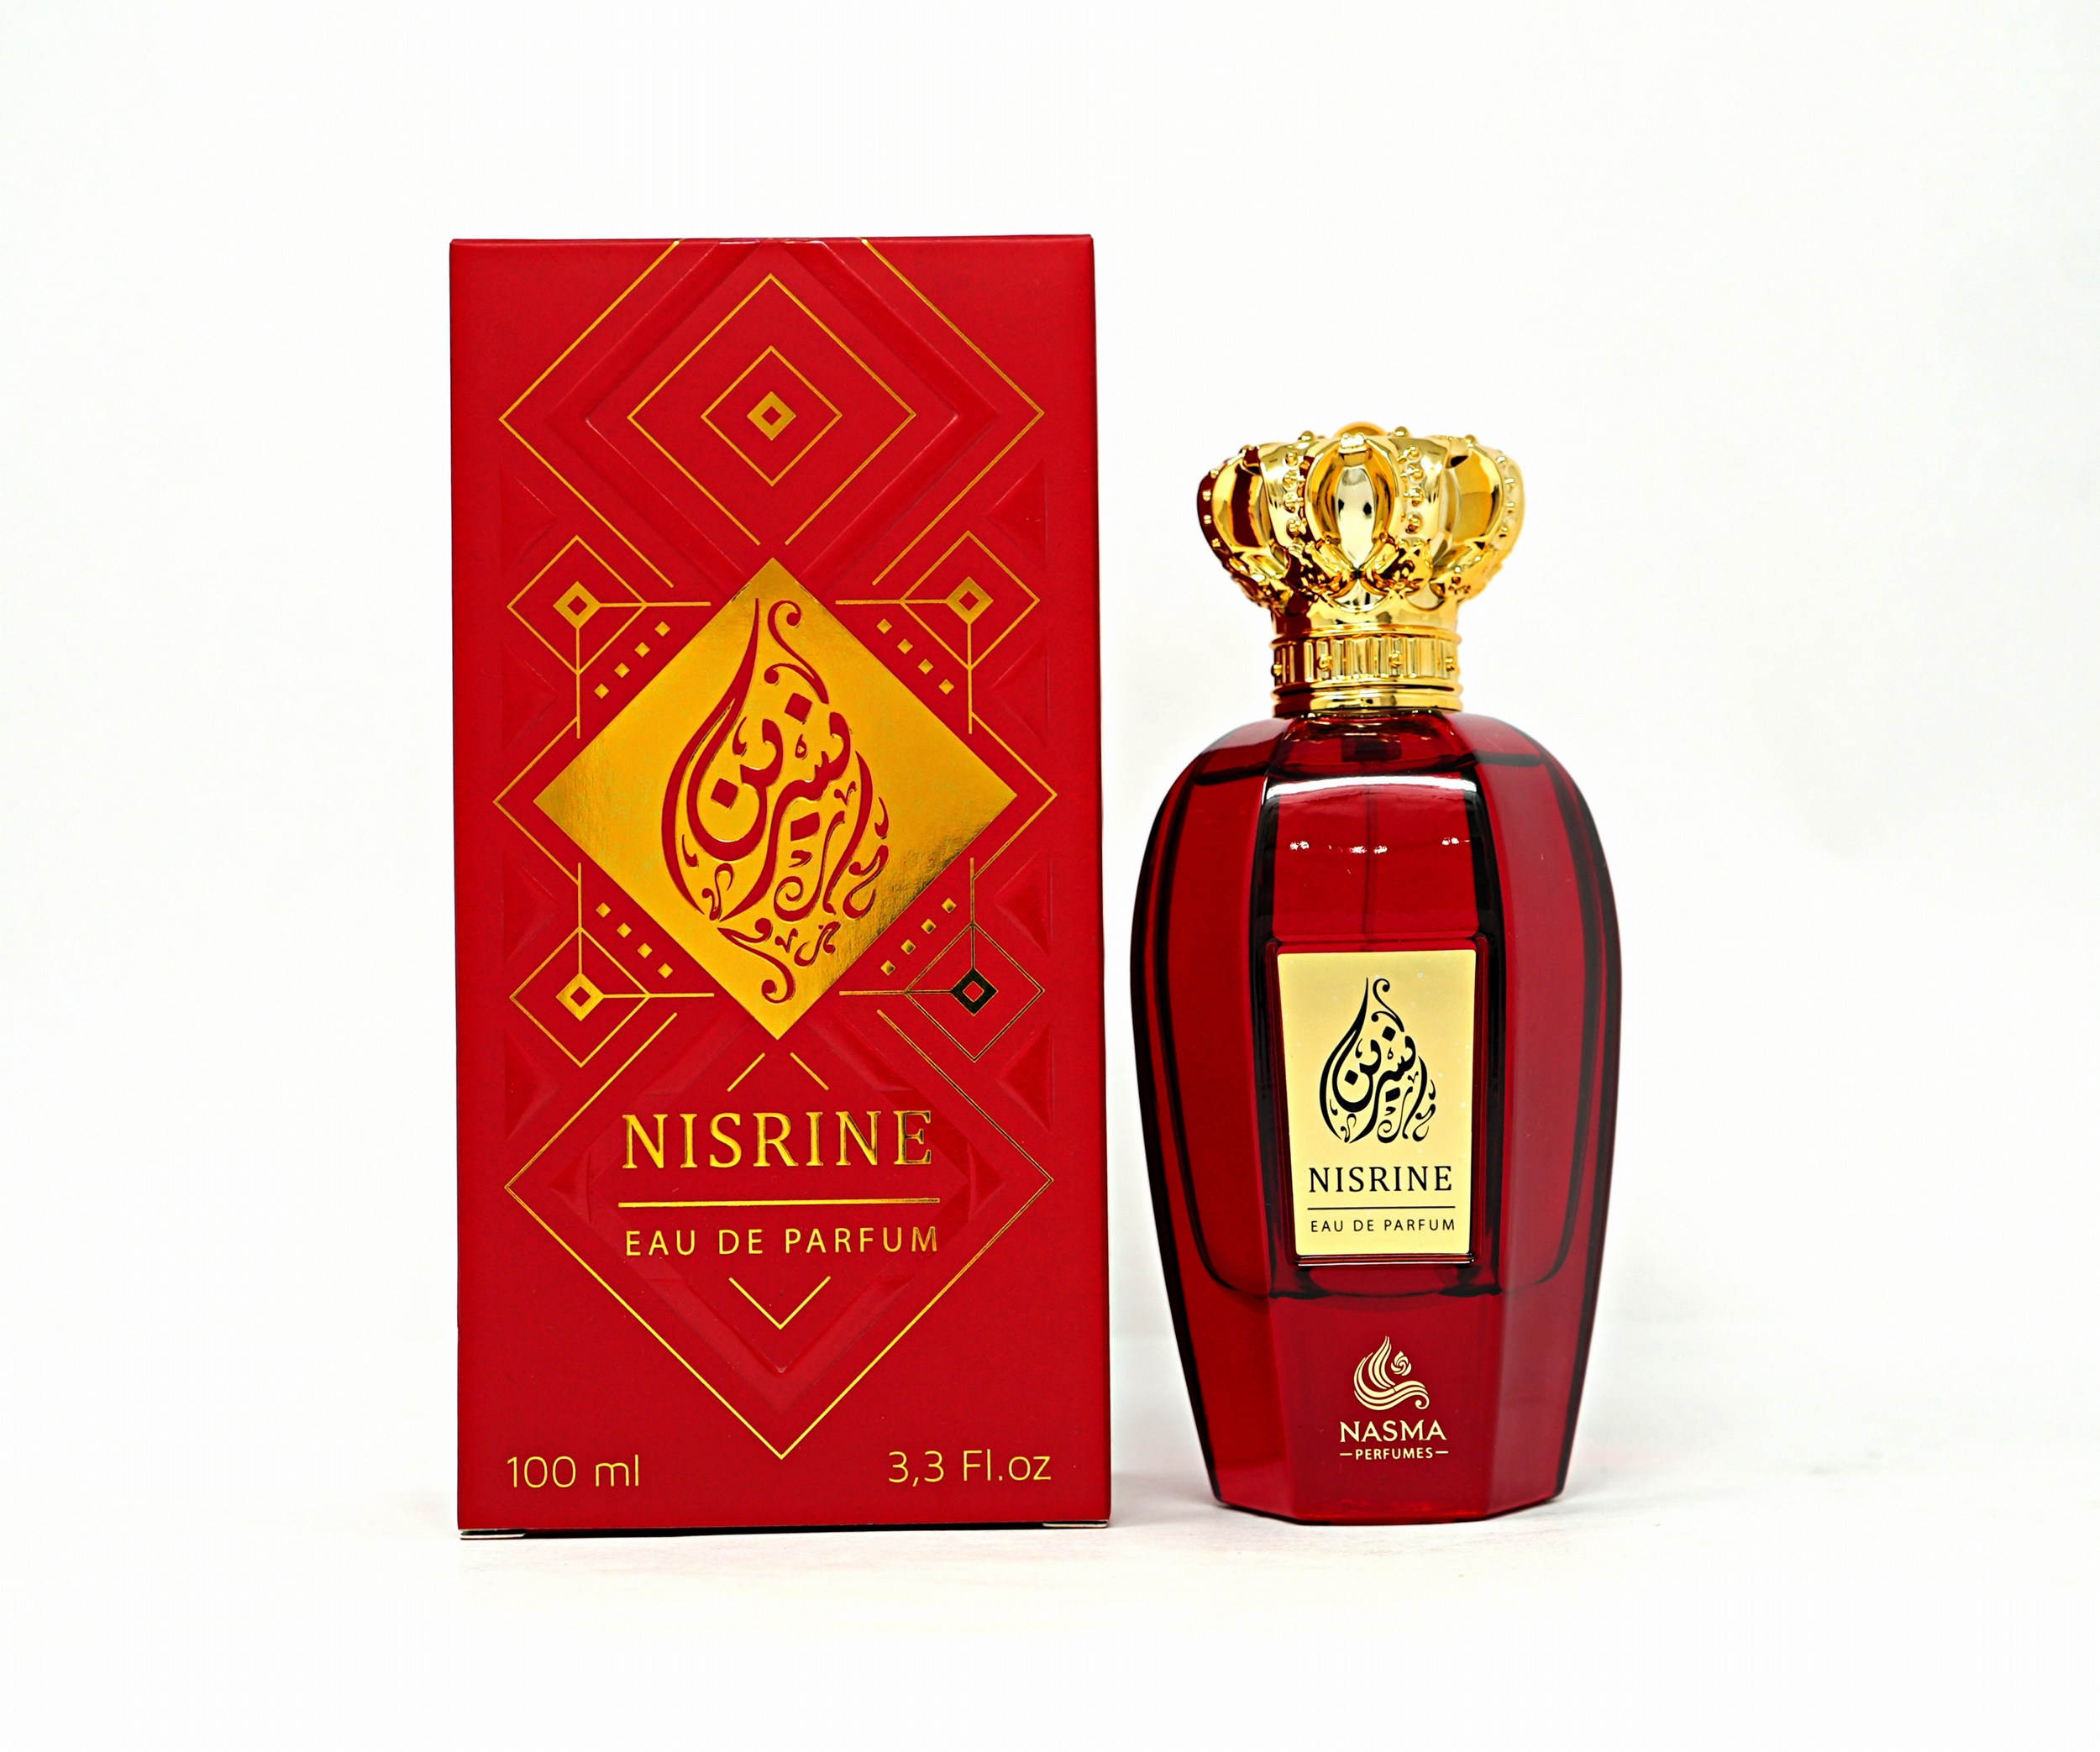 نسرين
NISRINE
EAU DE PARFUM
100 ml
3,3 Fl.oz
نسرين
NISRINE
EAU DE PARFUM
NASMA
PERFUMES